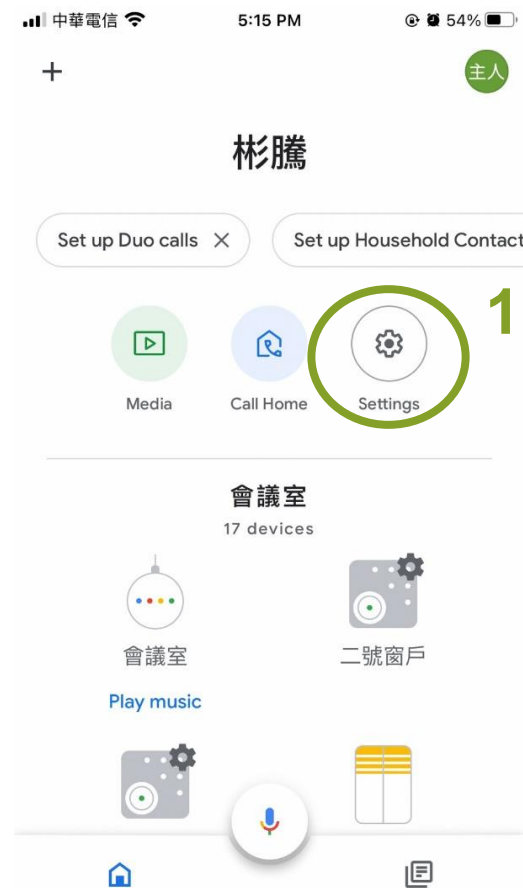 中華電信 5:15 PM 54%
主人
彬騰
Set up Duo calls Set up Household Contact
1
Media Call Home Settings
會議室
17 devices
會議室 二號窗戶
Play music